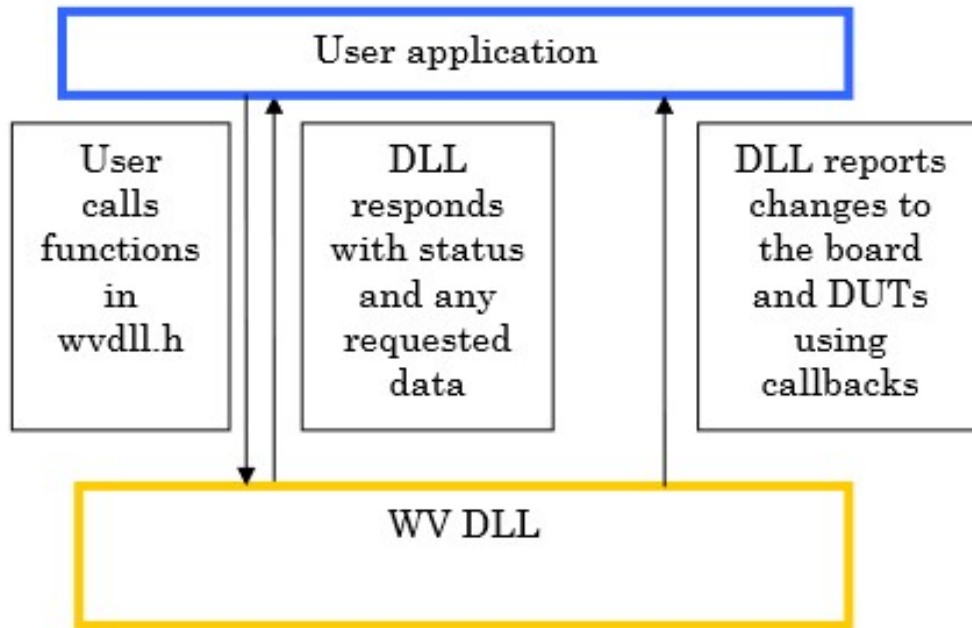 User application
User
calls
functions
in
wvdll.h
DLL
responds
with status
and any
requested
data
DLL reports
changes to
the board
and DUTs
using
callbacks
WV DLL